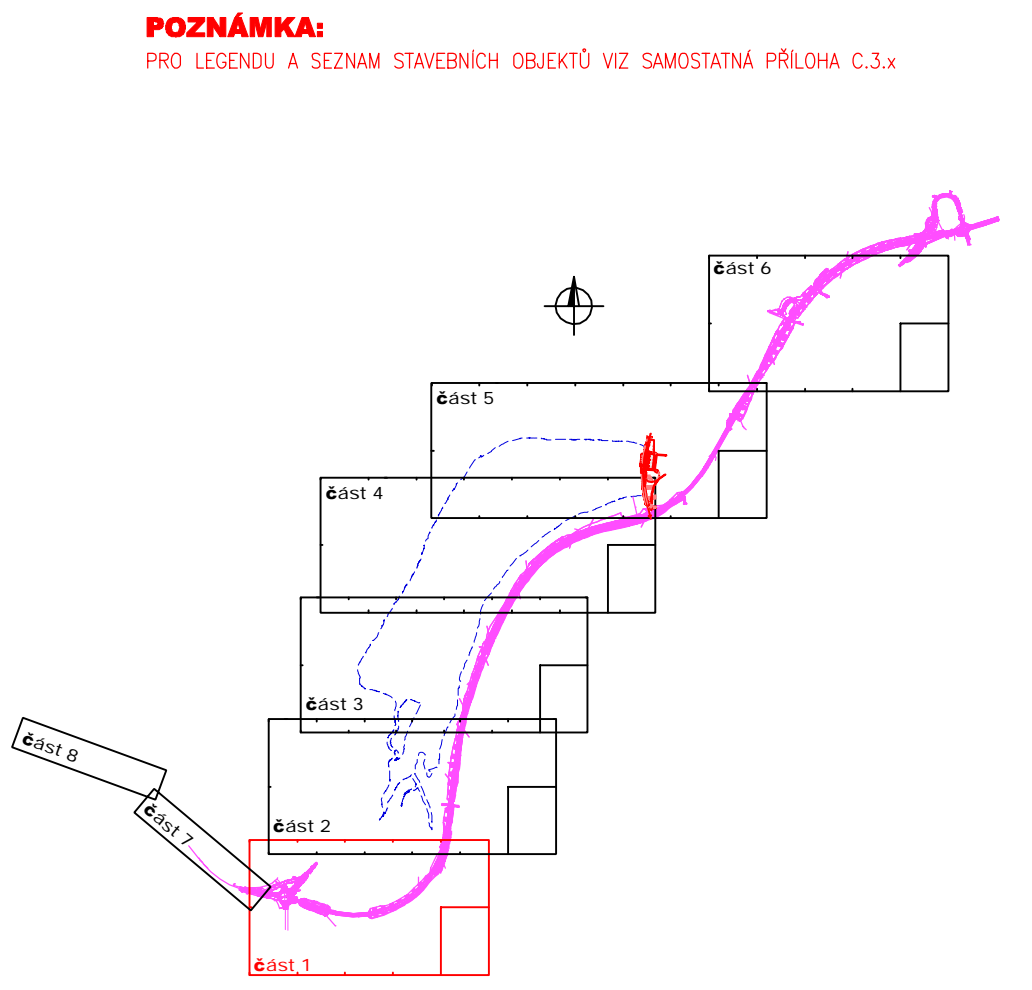 POZNÁMKA:
PRO LEGENDU A SEZNAM STAVEBNÍCH OBJEKTŮ VIZ SAMOSTATNÁ PŘÍLOHA C.3.x
část 6
část 5
část 4
část 3
část 8
část 7
část 2
část 1